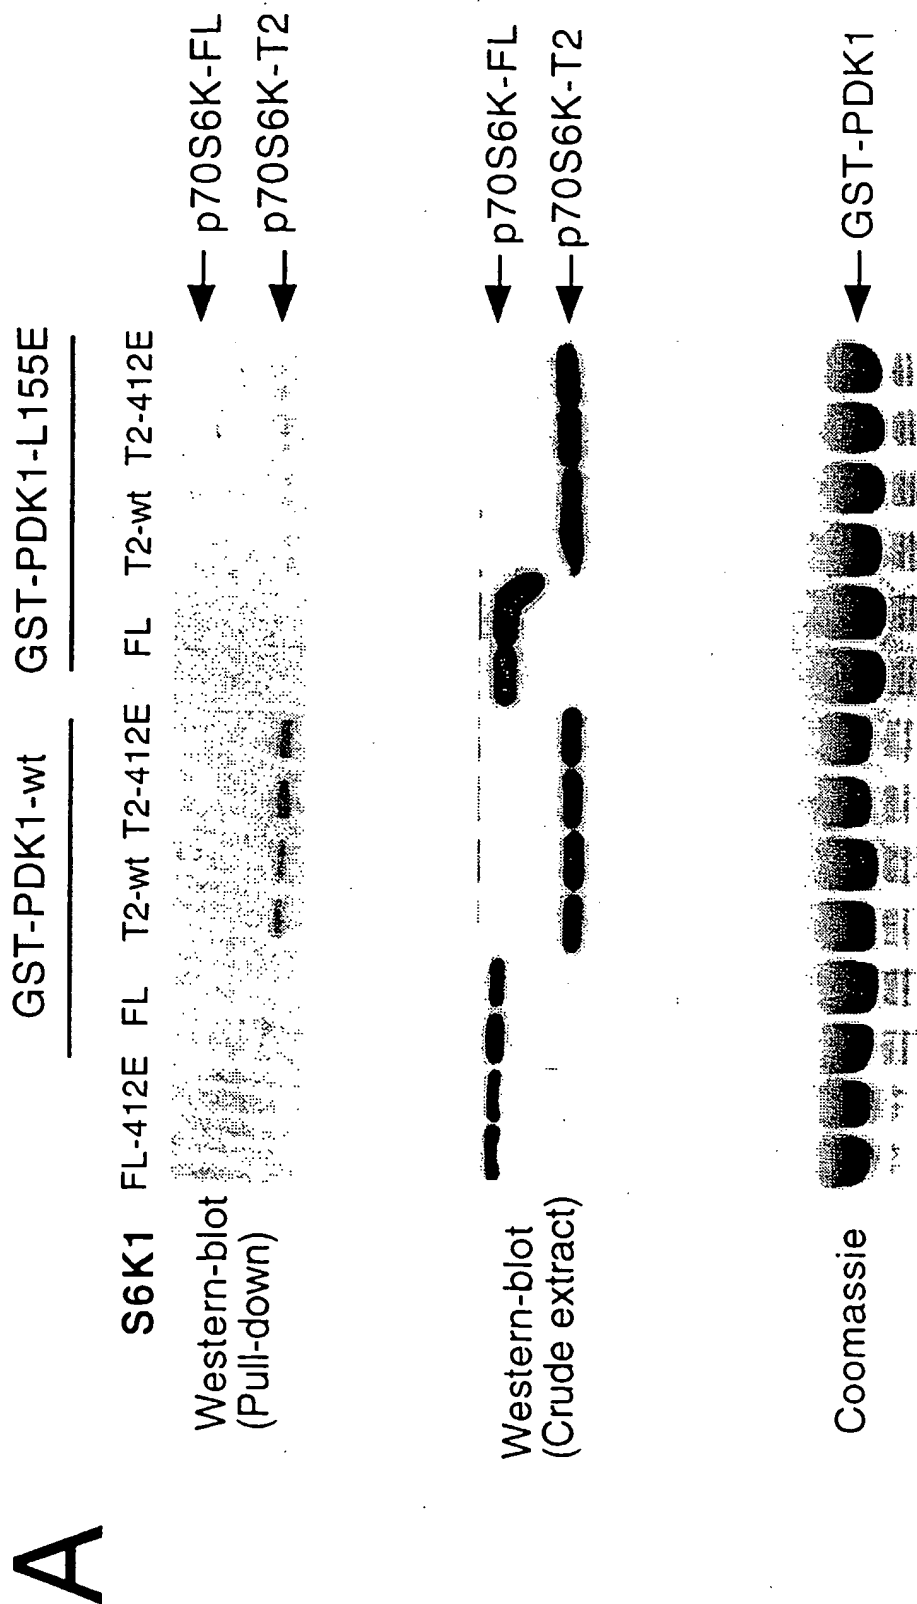 A
GST-PDK1-wt GST-PDK1-L155E
S6K1 FL-412E FL T2-wt T2-412E FL T2-wt T2-412E
Western-blot
(Pull-down)
p70S6K-FL
p70S6K-T2
Western-blot
(Crude extract)
p70S6K-FL
p70S6K-T2
Coomassie
GST-PDK1